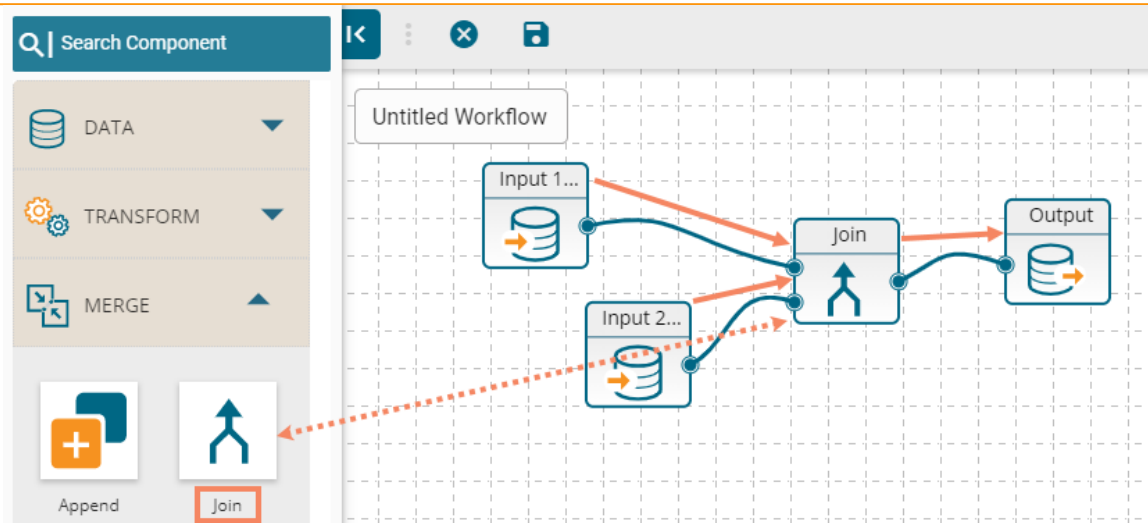 Search Component
DATA
TRANSFORM
MERGE
Append
Join
Untitled Workflow
Input 1...
Input 2...
Join
Output